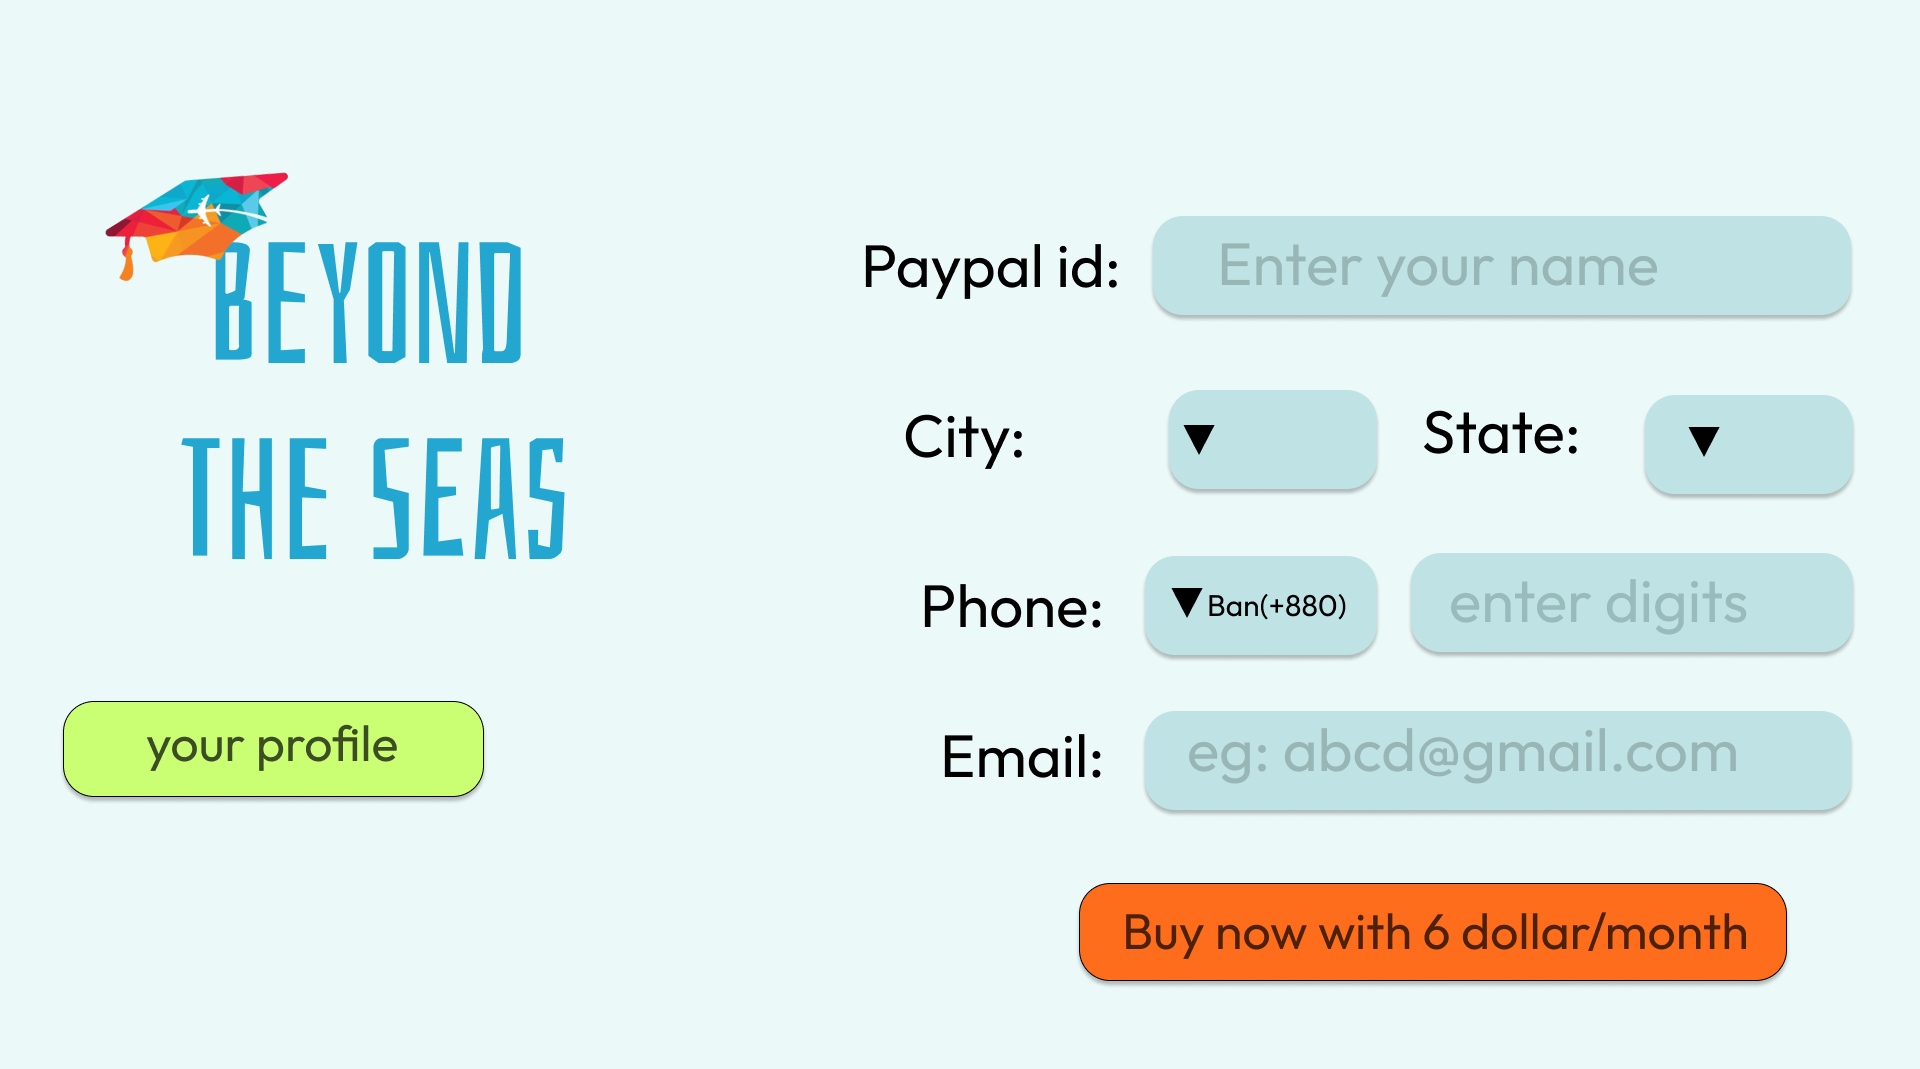 BEYOND
THE SEAS
your profile
Paypal id: Enter your name
City: ▼ State: ▼
Phone: ▼Ban(+880) enter digits
Email: eg: abcd@gmail.com
Buy now with 6 dollar/month